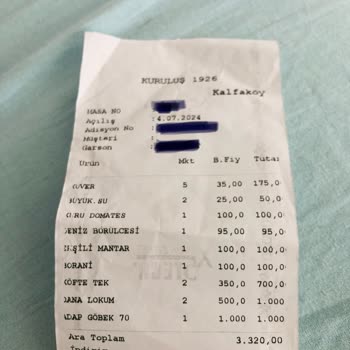 KURULUŞ 1926
Kalfaköy
MASA NO
Açılış : 4.07.2024
Adisyon No :
Müşteri :
Garson :
Ürün Mkt B.Fiy Tutar
UVER 5 35,00 175,0
BÜYÜK.SU 2 25,00 50,0
KURU DOMATES 1 100,0 100,0
DENİZ BÖRÜLCESİ 1 95,00 95,0
EŞİLİ MANTAR 1 100,0 100,0
ORANİ 1 100,0 100,0
KÖFTE TEK 2 350,0 700,0
DANA LOKUM 2 500,0 1.000
ADAP GÖBEK 70 1 1.000 1.000
Ara Toplam 3.320,00